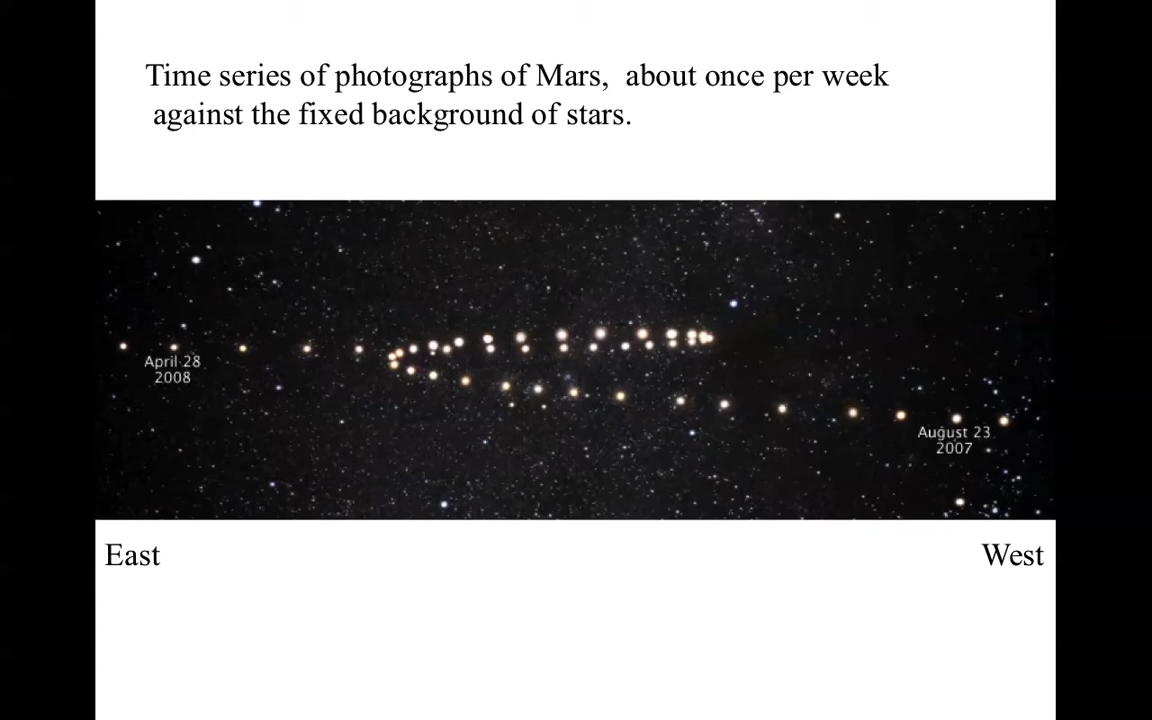 Time series of photographs of Mars,  about once per week
against the fixed background of stars.
April 28
2008
August 23
2007
East
West